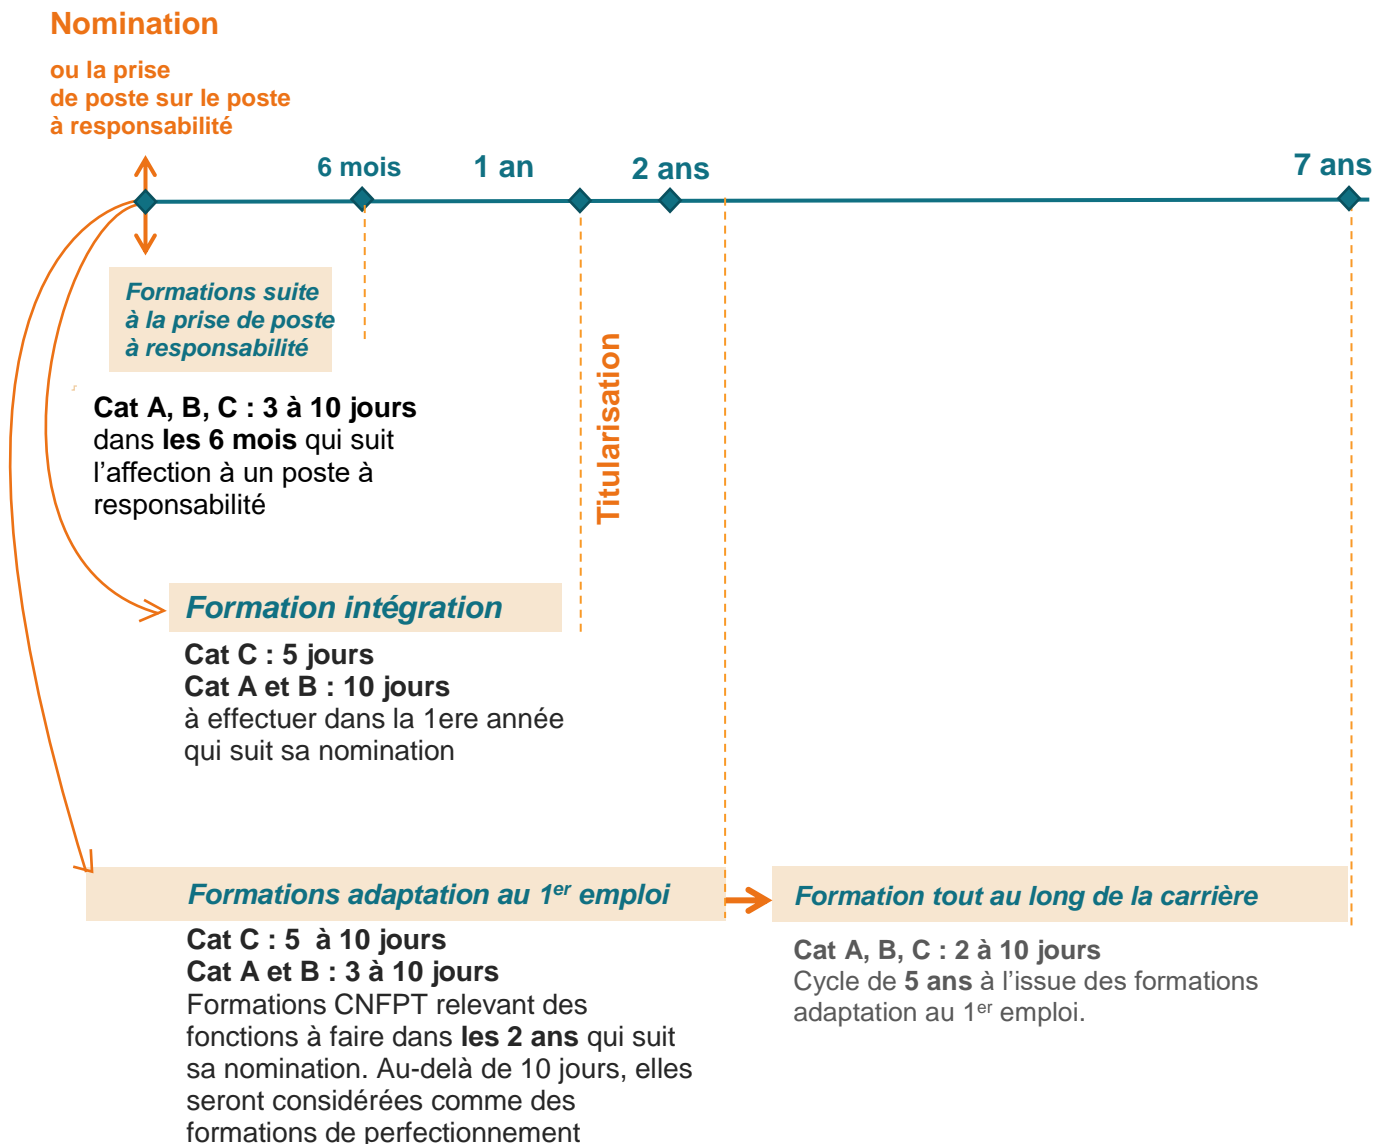 Nomination
ou la prise
de poste sur le poste
à responsabilité
6 mois
1 an
2 ans
7 ans
Formations suite
à la prise de poste
à responsabilité
Cat A, B, C : 3 à 10 jours
dans les 6 mois qui suit
l'affection à un poste à
responsabilité
Titularisation
Formation intégration
Cat C : 5 jours
Cat A et B : 10 jours
à effectuer dans la 1ere année
qui suit sa nomination
Formations adaptation au 1er emploi
Cat C : 5 à 10 jours
Cat A et B : 3 à 10 jours
Formations CNFPT relevant des
fonctions à faire dans les 2 ans qui suit
sa nomination. Au-delà de 10 jours, elles
seront considérées comme des
formations de perfectionnement
Formation tout au long de la carrière
Cat A, B, C : 2 à 10 jours
Cycle de 5 ans à l'issue des formations
adaptation au 1er emploi.